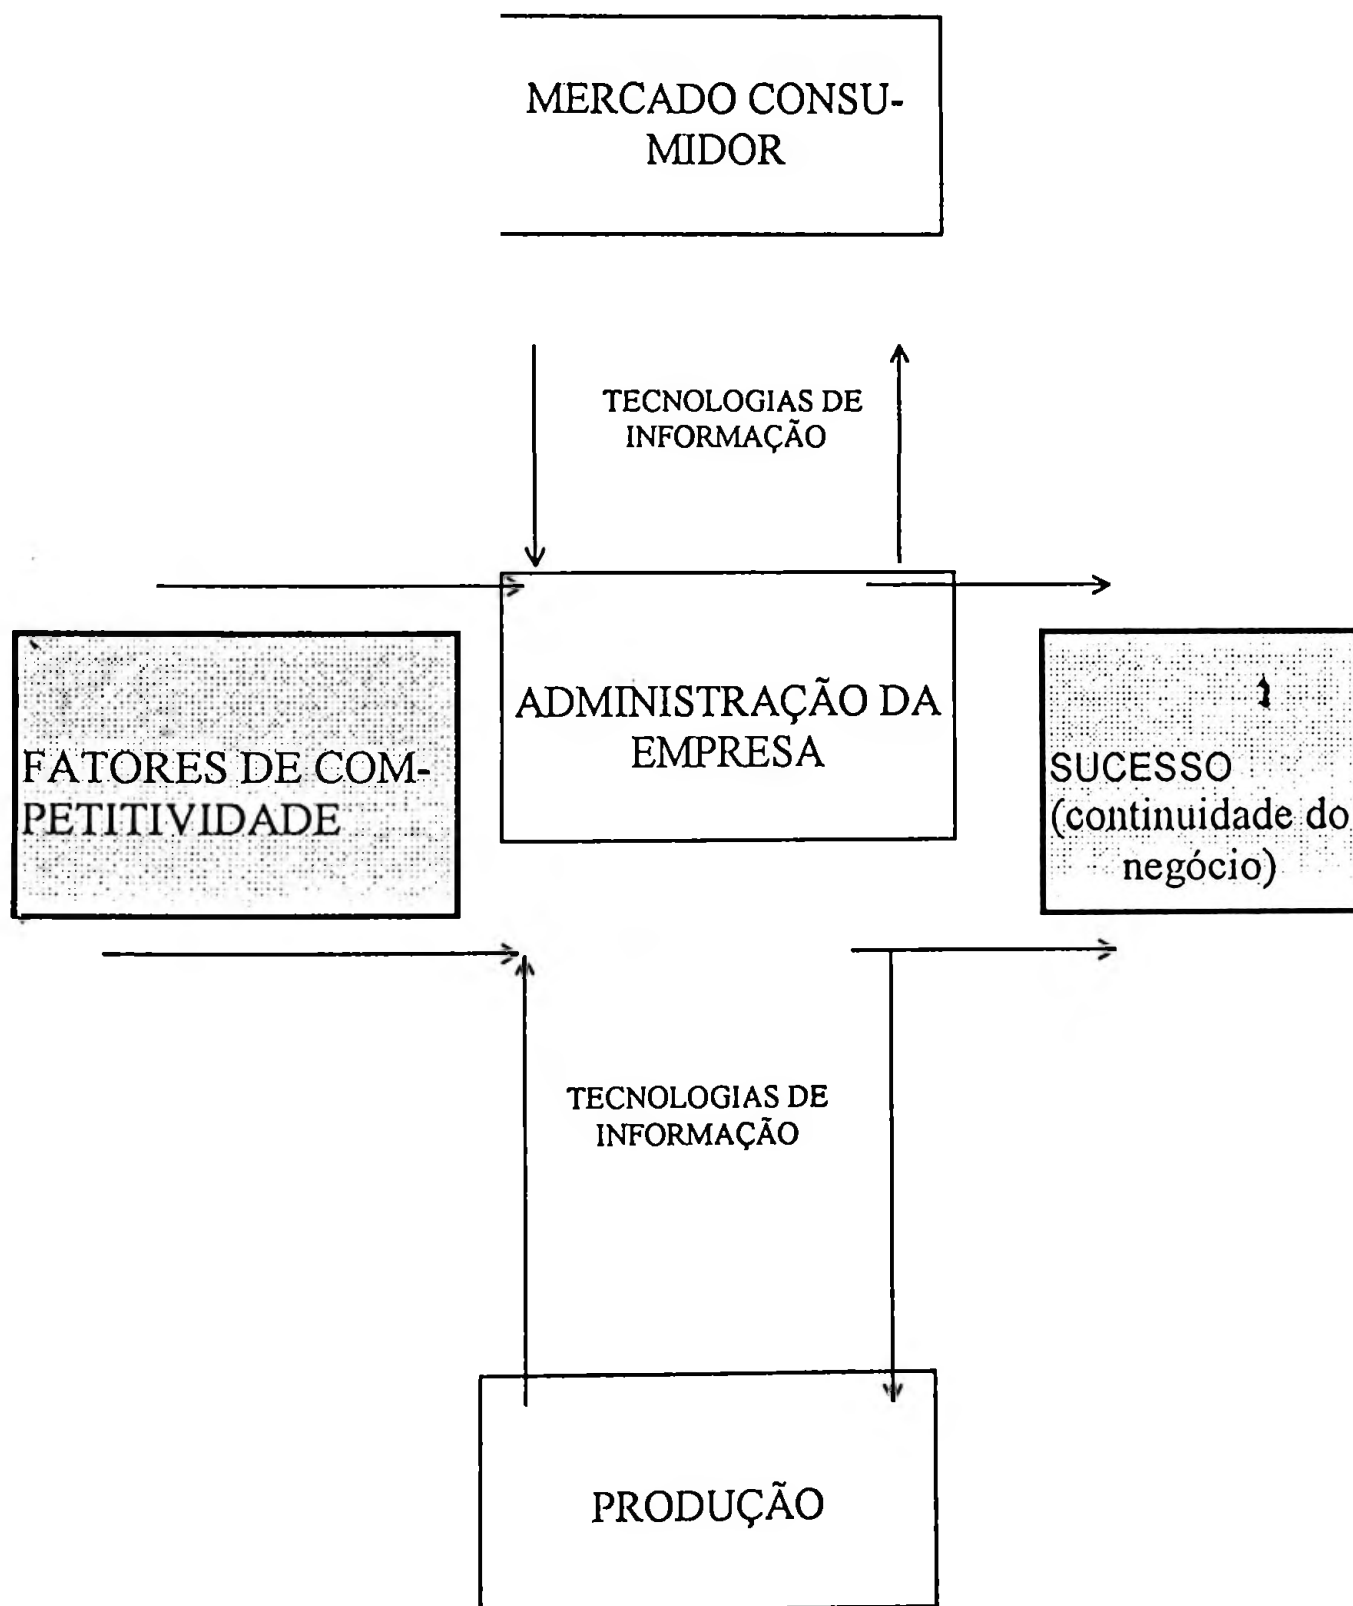 MERCADO CONSU-
MIDOR
TECNOLOGIAS DE
INFORMAÇÃO
FATORES DE COM-
PETITIVIDADE
ADMINISTRAÇÃO DA
EMPRESA
SUCESSO
(continuidade do
negócio)
TECNOLOGIAS DE
INFORMAÇÃO
PRODUÇÃO